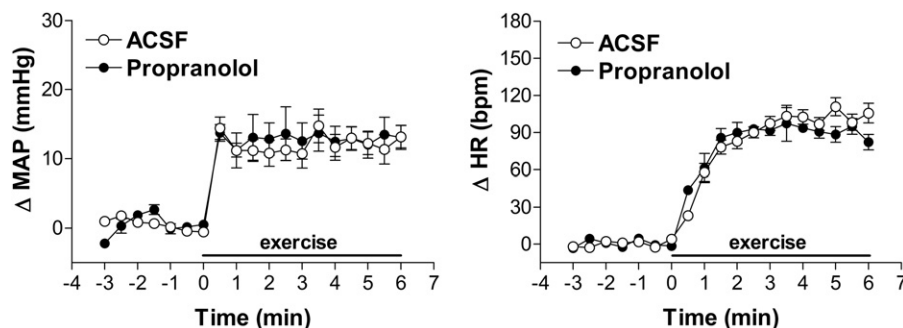 30
20
10
0
Δ MAP (mmHg)
ACSF
Propranolol
exercise
-4 -3 -2 -1 0 1 2 3 4 5 6 7
Time (min)
180
150
120
90
60
30
0
Δ HR (bpm)
ACSF
Propranolol
exercise
-4 -3 -2 -1 0 1 2 3 4 5 6 7
Time (min)